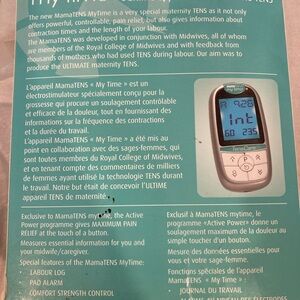 The new MamaTENS MyTime is a very special maternity TENS as it not only
offers powerful, controllable, pain relief, but also gives information about
contraction times and the length of your labour.
The MamaTENS was developed in conjunction with Midwives, all of whom
are members of the Royal College of Midwives and with feedback from
thousands of mothers who had used TENS during labour. Our aim was to
produce the ULTIMATE maternity TENS.
L'appareil MamaTENS « My Time » est un
électrostimulateur spécialement conçu pour la
grossesse qui procure un soulagement contrôlable
et efficace de la douleur, tout en fournissant des
informations sur la fréquence des contractions
et la durée du travail.
L'appareil MamaTENS « My Time » a été mis au
point en collaboration avec des sages-femmes, qui
sont toutes membres du Royal College of Midwives,
et en tenant compte des commentaires de milliers
de femmes ayant utilisé la technologie TENS durant
le travail. Notre but était de concevoir l'ULTIME
appareil TENS de maternité.
Int
60 235
Exclusive to MamaTENS mytime, the Active
Power programme gives MAXIMUM PAIN
RELIEF at the touch of a button.
Measures essential information for you and
your midwife/caregiver.
Special features of the MamaTENS MyTime:
- LABOUR LOG
- PAD ALARM
- COMFORT STRENGTH CONTROL
Exclusif à MamaTENS mytime, le
programme «Active Power» donne un
soulagement maximum de la douleur au
simple toucher d'un bouton.
Mesure des données essentielles pour
vous et votre sage-femme.
Fonctions spéciales de l'appareil
MamaTENS « My Time » :
- JOURNAL DU TRAVAIL